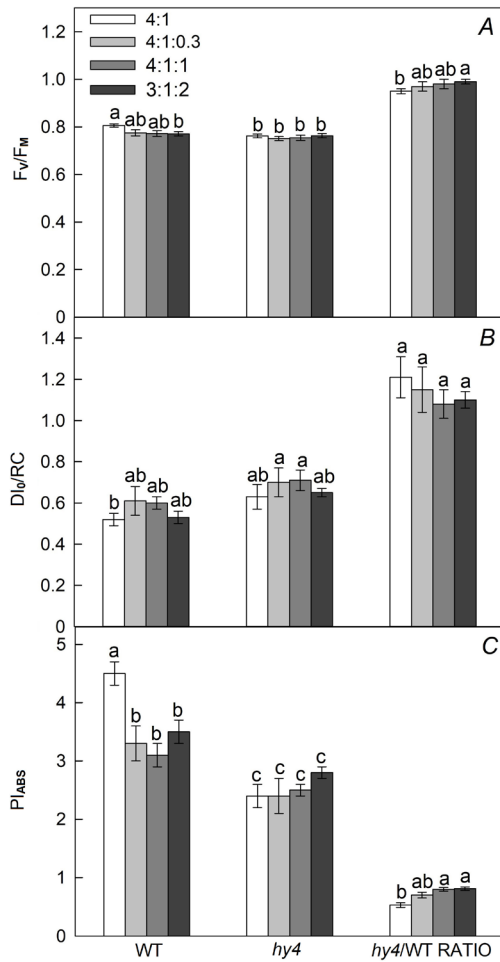 A
4:1
4:1:0.3
4:1:1
3:1:2
1.2
1.0
0.8
0.6
0.4
0.2
0
FV/FM
a ab ab b
b b b b
b ab ab a
B
1.4
1.2
1.0
0.8
0.6
0.4
0.2
0
DI0/RC
b ab ab ab
ab a a ab
a a a a
C
5
4
3
2
1
0
PIABS
a b b b
c c c c
b ab a a
WT hy4 hy4/WT RATIO